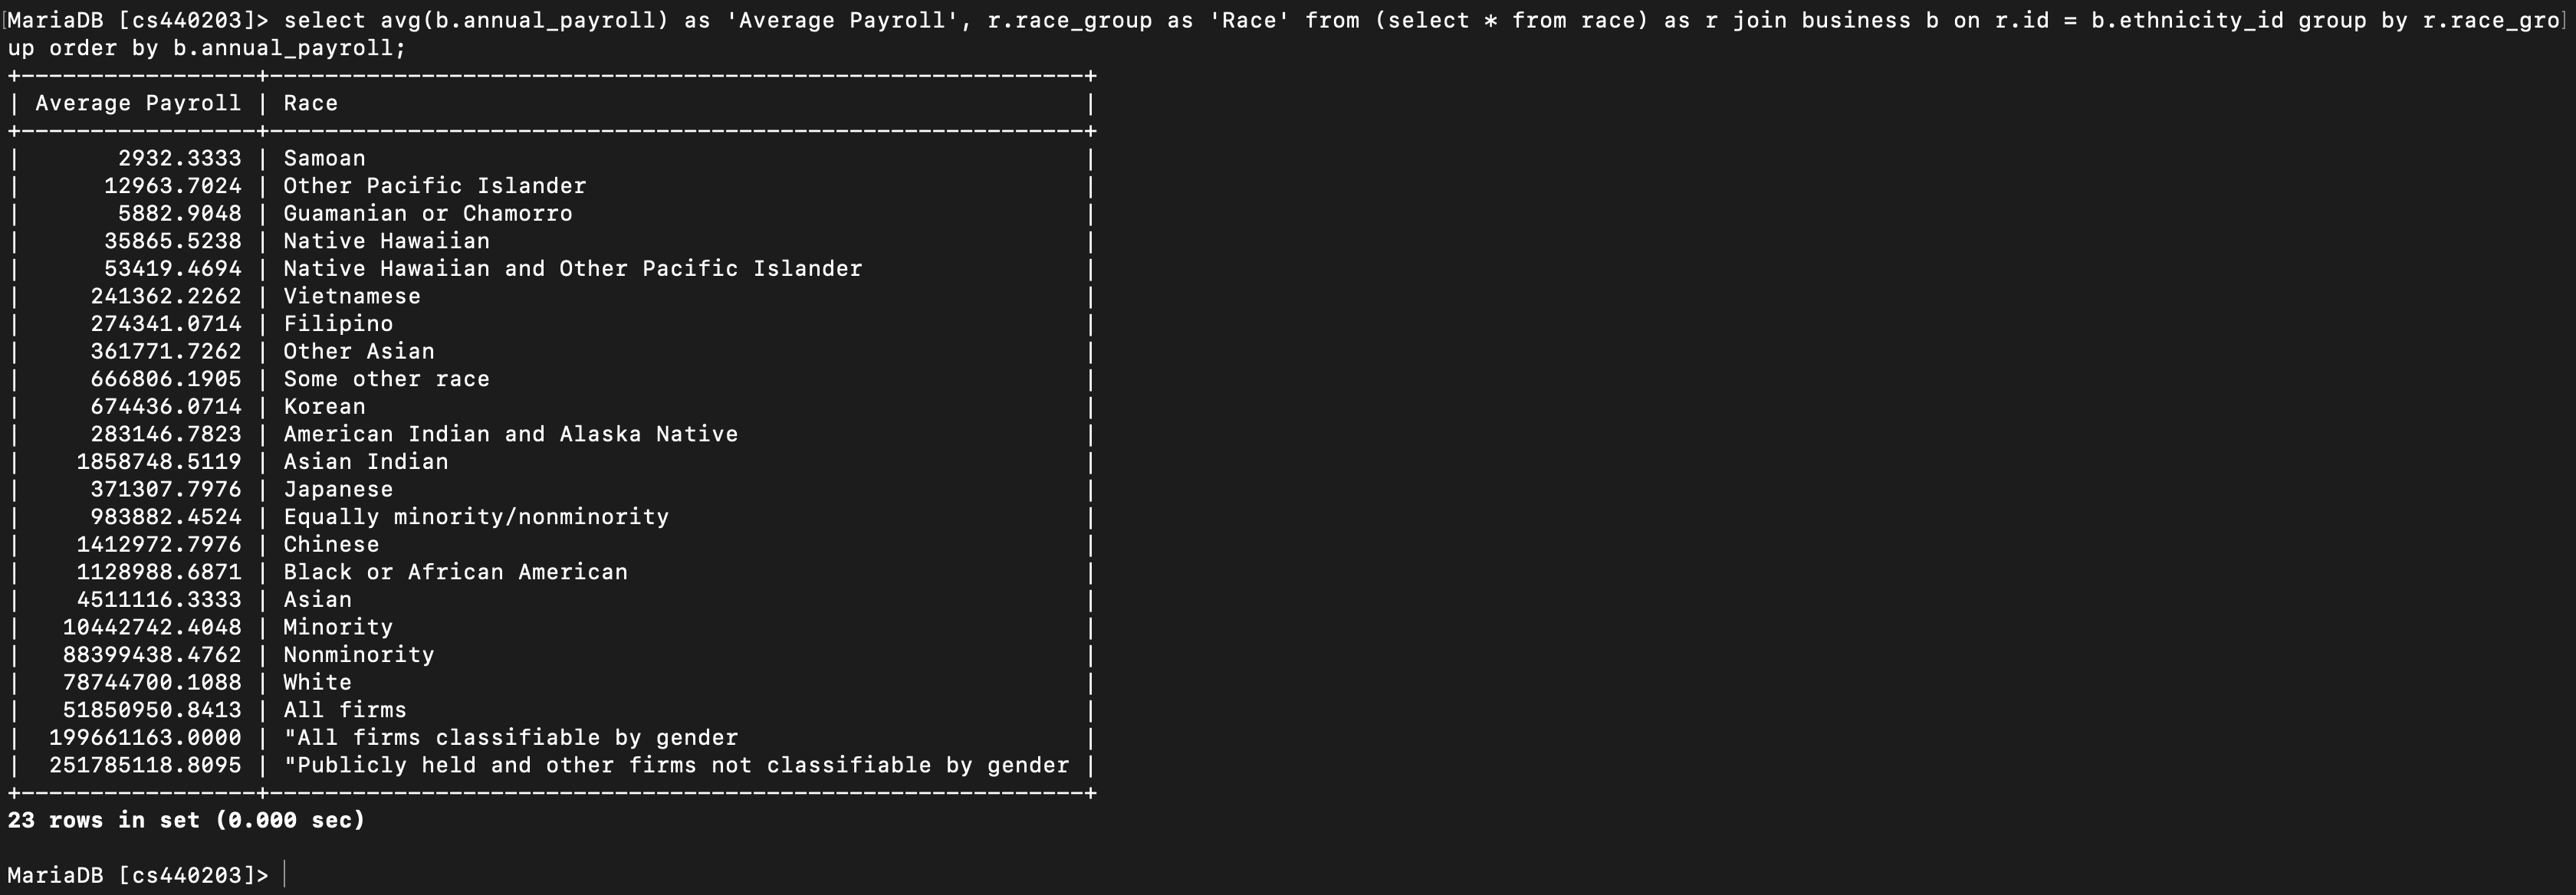 MariaDB [cs440203]> select avg(b.annual_payroll) as 'Average Payroll', r.race_group as 'Race' from (select * from race) as r join business b on r.id = b.ethnicity_id group by r.race_gro
up order by b.annual_payroll;
+-----------------+------------------------------------------------------------+
| Average Payroll | Race                                                       |
+-----------------+------------------------------------------------------------+
|       2932.3333 | Samoan                                                     |
|      12963.7024 | Other Pacific Islander                                     |
|       5882.9048 | Guamanian or Chamorro                                      |
|      35865.5238 | Native Hawaiian                                            |
|      53419.4694 | Native Hawaiian and Other Pacific Islander                 |
|     241362.2262 | Vietnamese                                                 |
|     274341.0714 | Filipino                                                   |
|     361771.7262 | Other Asian                                                |
|     666806.1905 | Some other race                                            |
|     674436.0714 | Korean                                                     |
|     283146.7823 | American Indian and Alaska Native                          |
|    1858748.5119 | Asian Indian                                               |
|     371307.7976 | Japanese                                                   |
|     983882.4524 | Equally minority/nonminority                               |
|    1412972.7976 | Chinese                                                    |
|    1128988.6871 | Black or African American                                  |
|    4511116.3333 | Asian                                                      |
|   10442742.4048 | Minority                                                   |
|   88399438.4762 | Nonminority                                                |
|   78744700.1088 | White                                                      |
|   51850950.8413 | All firms                                                  |
|  199661163.0000 | "All firms classifiable by gender                          |
|  251785118.8095 | "Publicly held and other firms not classifiable by gender |
+-----------------+------------------------------------------------------------+
23 rows in set (0.000 sec)
MariaDB [cs440203]>